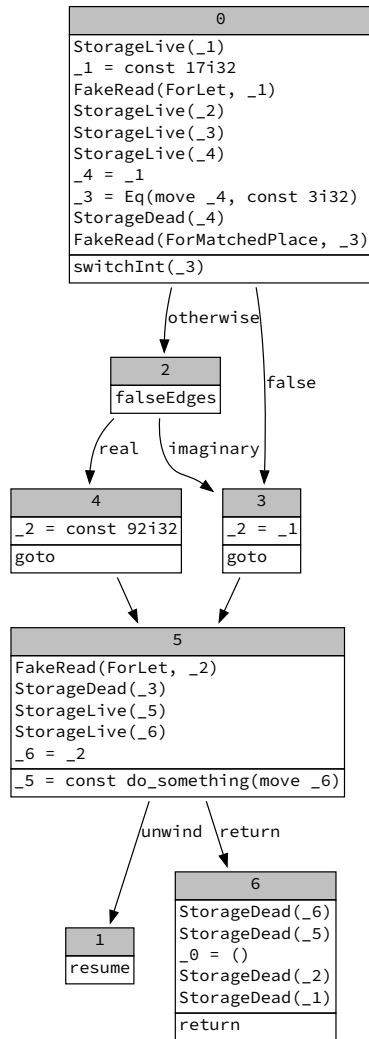 0
StorageLive(_1)
_1 = const 17i32
FakeRead(ForLet, _1)
StorageLive(_2)
StorageLive(_3)
StorageLive(_4)
_4 = _1
_3 = Eq(move _4, const 3i32)
StorageDead(_4)
FakeRead(ForMatchedPlace, _3)
switchInt(_3)
otherwise
false
2
falseEdges
real
imaginary
4
_2 = const 92i32
goto
3
_2 = _1
goto
5
FakeRead(ForLet, _2)
StorageDead(_3)
StorageLive(_5)
StorageLive(_6)
_6 = _2
_5 = const do_something(move _6)
unwind
return
1
resume
6
StorageDead(_6)
StorageDead(_5)
_0 = ()
StorageDead(_2)
StorageDead(_1)
return